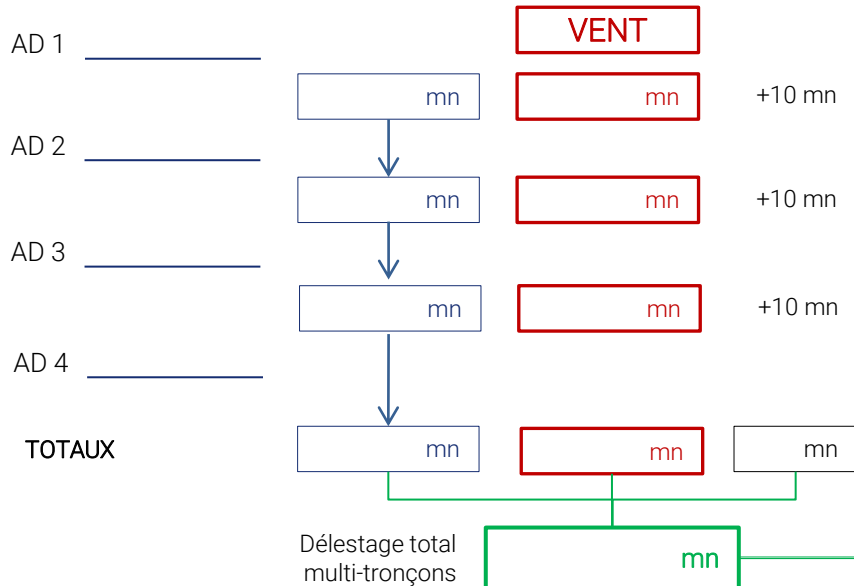 VENT
AD 1
mn mn +10 mn
AD 2
mn mn +10 mn
AD 3
mn mn +10 mn
AD 4
TOTAUX mn mn mn
Délestage total
multi-tronçons mn